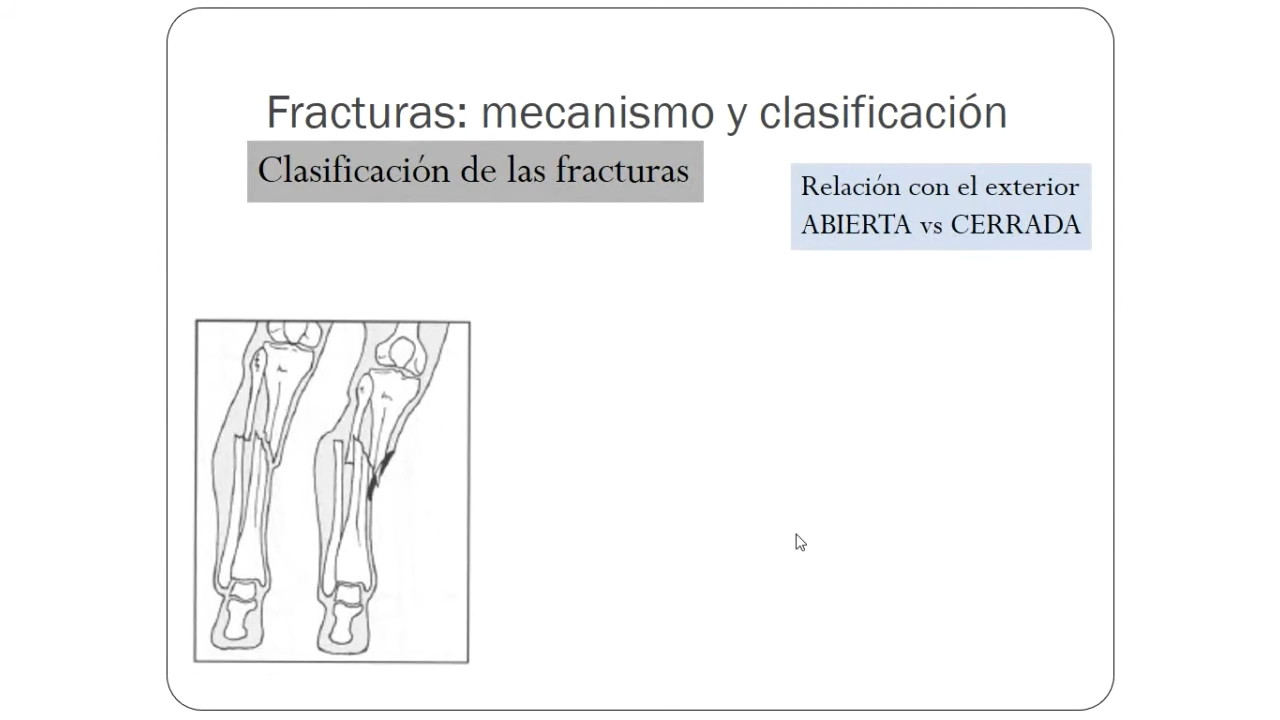 Fracturas: mecanismo y clasificación
Clasificación de las fracturas
Relación con el exterior
ABIERTA vs CERRADA